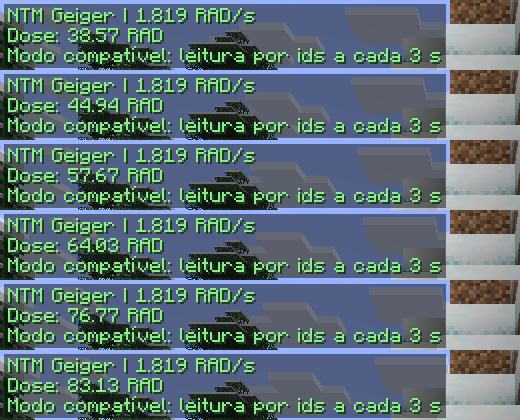 NTM Geiger | 1.819 RAD/s
Dose: 38.57 RAD
Modo compatível: leitura por ids a cada 3 s
NTM Geiger | 1.819 RAD/s
Dose: 44.94 RAD
Modo compatível: leitura por ids a cada 3 s
NTM Geiger | 1.819 RAD/s
Dose: 57.67 RAD
Modo compatível: leitura por ids a cada 3 s
NTM Geiger | 1.819 RAD/s
Dose: 64.03 RAD
Modo compatível: leitura por ids a cada 3 s
NTM Geiger | 1.819 RAD/s
Dose: 76.77 RAD
Modo compatível: leitura por ids a cada 3 s
NTM Geiger | 1.819 RAD/s
Dose: 83.13 RAD
Modo compatível: leitura por ids a cada 3 s